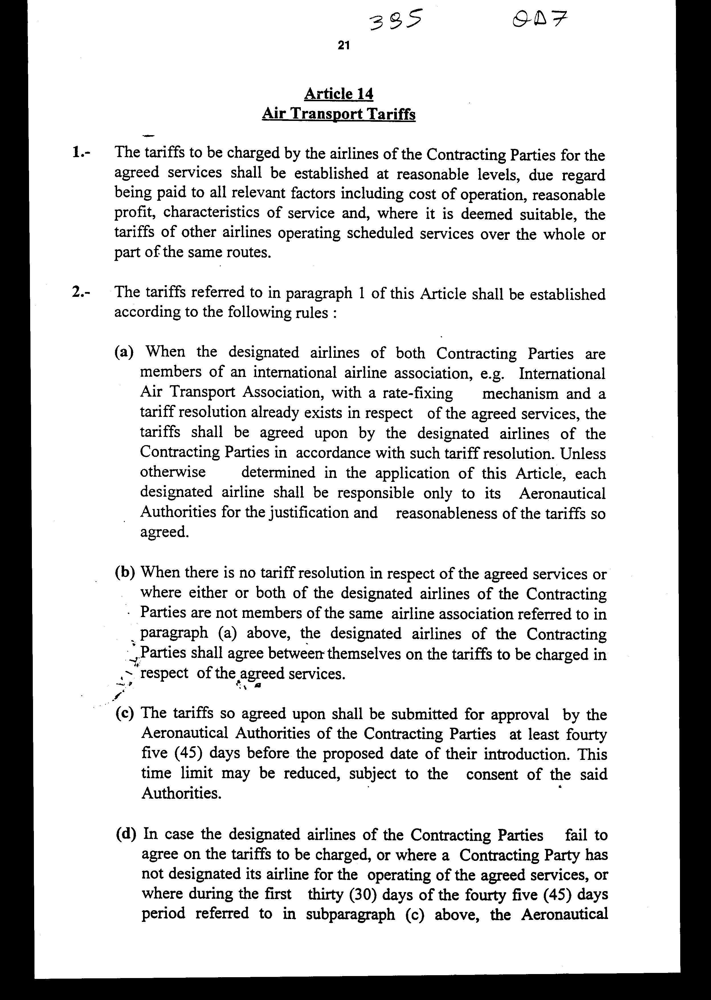 395 OD7
21
Article 14
Air Transport Tariffs
1.- The tariffs to be charged by the airlines of the Contracting Parties for the
agreed services shall be established at reasonable levels, due regard
being paid to all relevant factors including cost of operation, reasonable
profit, characteristics of service and, where it is deemed suitable, the
tariffs of other airlines operating scheduled services over the whole or
part of the same routes.
2.- The tariffs referred to in paragraph 1 of this Article shall be established
according to the following rules :
(a) When the designated airlines of both Contracting Parties are
members of an international airline association, e.g. International
Air Transport Association, with a rate-fixing mechanism and a
tariff resolution already exists in respect of the agreed services, the
tariffs shall be agreed upon by the designated airlines of the
Contracting Parties in accordance with such tariff resolution. Unless
otherwise determined in the application of this Article, each
designated airline shall be responsible only to its Aeronautical
Authorities for the justification and reasonableness of the tariffs so
agreed.
(b) When there is no tariff resolution in respect of the agreed services or
where either or both of the designated airlines of the Contracting
Parties are not members of the same airline association referred to in
paragraph (a) above, the designated airlines of the Contracting
Parties shall agree between themselves on the tariffs to be charged in
respect of the agreed services.
(c) The tariffs so agreed upon shall be submitted for approval by the
Aeronautical Authorities of the Contracting Parties at least fourty
five (45) days before the proposed date of their introduction. This
time limit may be reduced, subject to the consent of the said
Authorities.
(d) In case the designated airlines of the Contracting Parties fail to
agree on the tariffs to be charged, or where a Contracting Party has
not designated its airline for the operating of the agreed services, or
where during the first thirty (30) days of the fourty five (45) days
period referred to in subparagraph (c) above, the Aeronautical